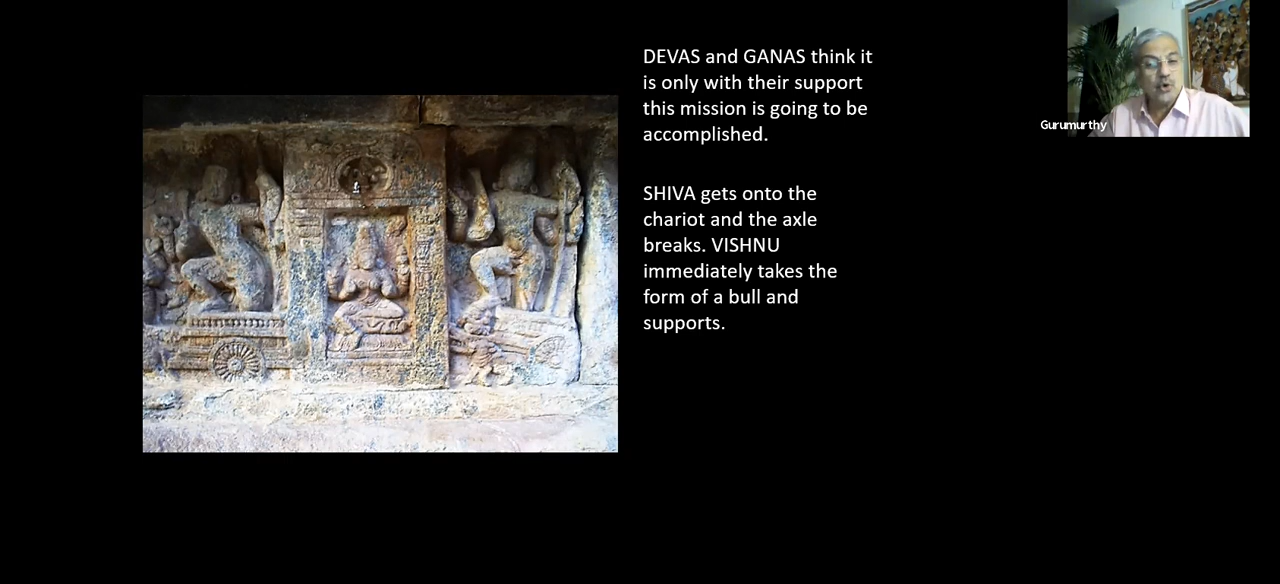 DEVAS and GANAS think it
is only with their support
this mission is going to be
accomplished.
SHIVA gets onto the
chariot and the axle
breaks. VISHNU
immediately takes the
form of a bull and
supports.
Gurumurthy